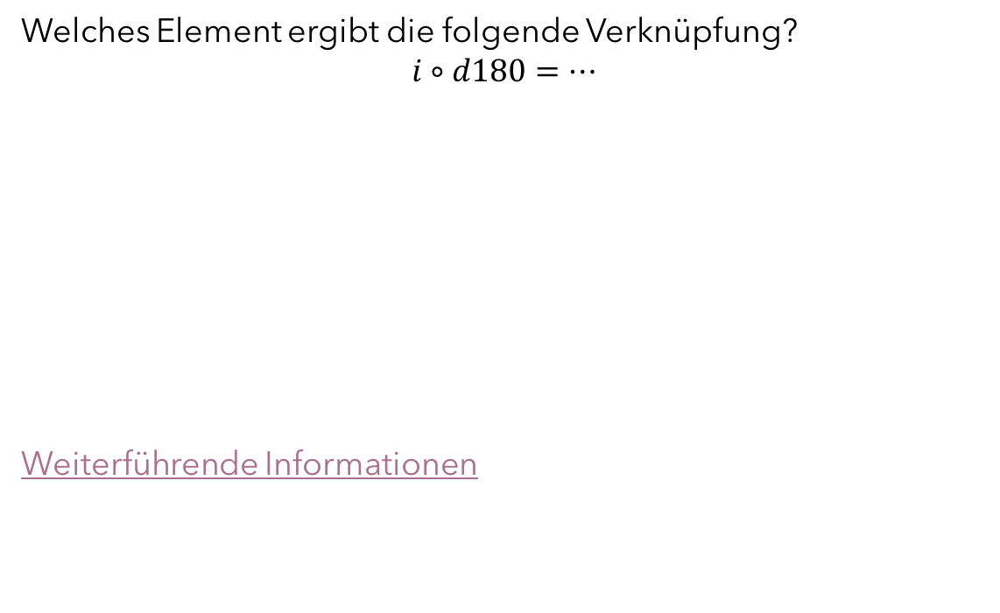 Welches Element ergibt die folgende Verknüpfung?
𝑖 ∘ 𝑑180 = ⋯
Weiterführende Informationen